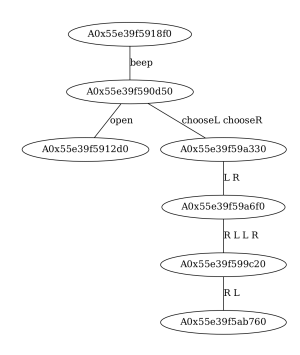 A0x55e39f5918f0
beep
A0x55e39f590d50
open
chooseL chooseR
A0x55e39f5912d0
A0x55e39f59a330
L R
A0x55e39f59a6f0
R L L R
A0x55e39f599c20
R L
A0x55e39f5ab760